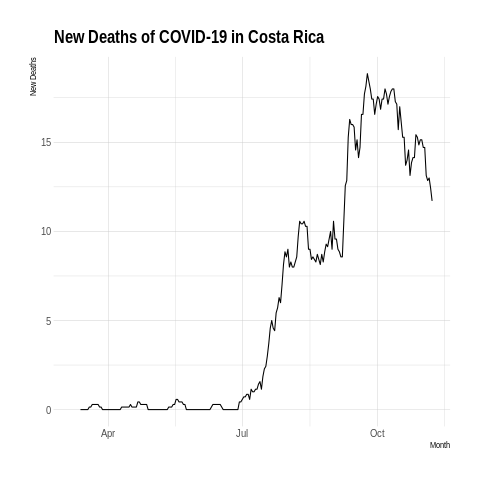 New Deaths of COVID-19 in Costa Rica
New Deaths
15
10
5
0
Apr Jul Oct
Month